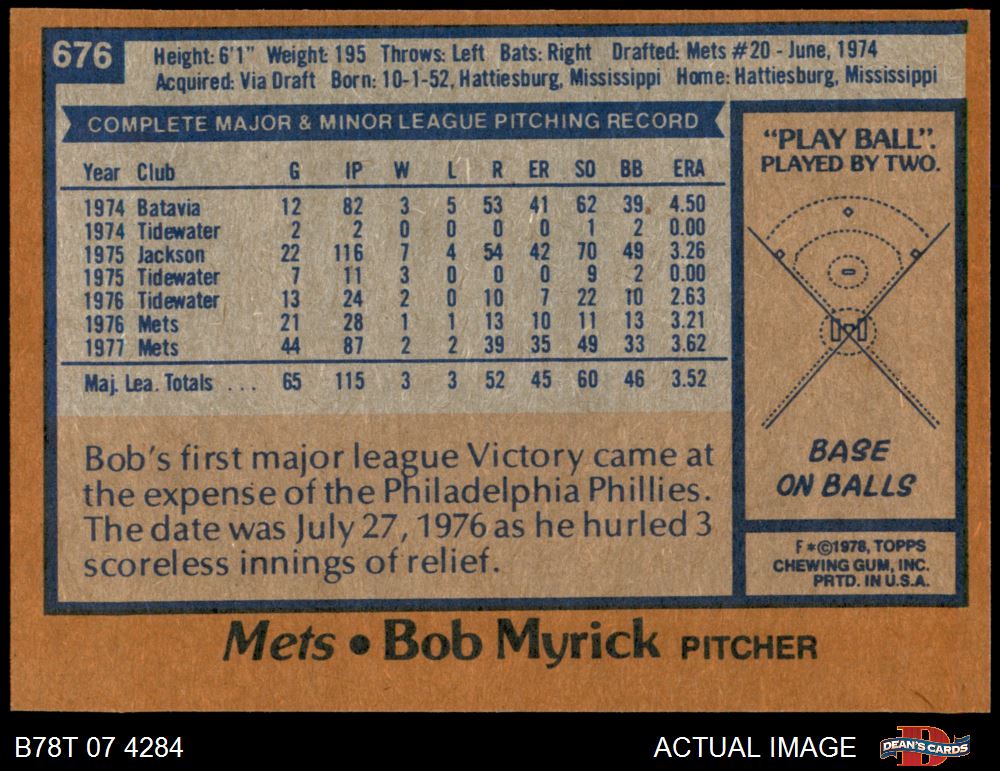 676
Height: 6'1" Weight: 195 Throws: Left Bats: Right Drafted: Mets #20 - June, 1974
Acquired: Via Draft Born: 10-1-52, Hattiesburg, Mississippi Home: Hattiesburg, Mississippi
COMPLETE MAJOR & MINOR LEAGUE PITCHING RECORD
Year Club G IP W L R ER SO BB ERA
1974 Batavia 12 82 3 5 53 41 62 39 4.50
1974 Tidewater 2 2 0 0 0 0 1 2 0.00
1975 Jackson 22 116 7 4 54 42 70 49 3.26
1975 Tidewater 7 11 3 0 0 0 9 2 0.00
1976 Tidewater 13 24 2 0 10 7 22 10 2.63
1976 Mets 21 28 1 1 13 10 11 13 3.21
1977 Mets 44 87 2 2 39 35 49 33 3.62
Maj. Lea. Totals ... 65 115 3 3 52 45 60 46 3.52
Bob's first major league Victory came at
the expense of the Philadelphia Phillies.
The date was July 27, 1976 as he hurled 3
scoreless innings of relief.
"PLAY BALL".
PLAYED BY TWO.
BASE
ON BALLS
F*©1978, TOPPS
CHEWING GUM, INC.
PRTD. IN U.S.A.
Mets • Bob Myrick PITCHER
B78T 07 4284
ACTUAL IMAGE
DEAN'S CARDS